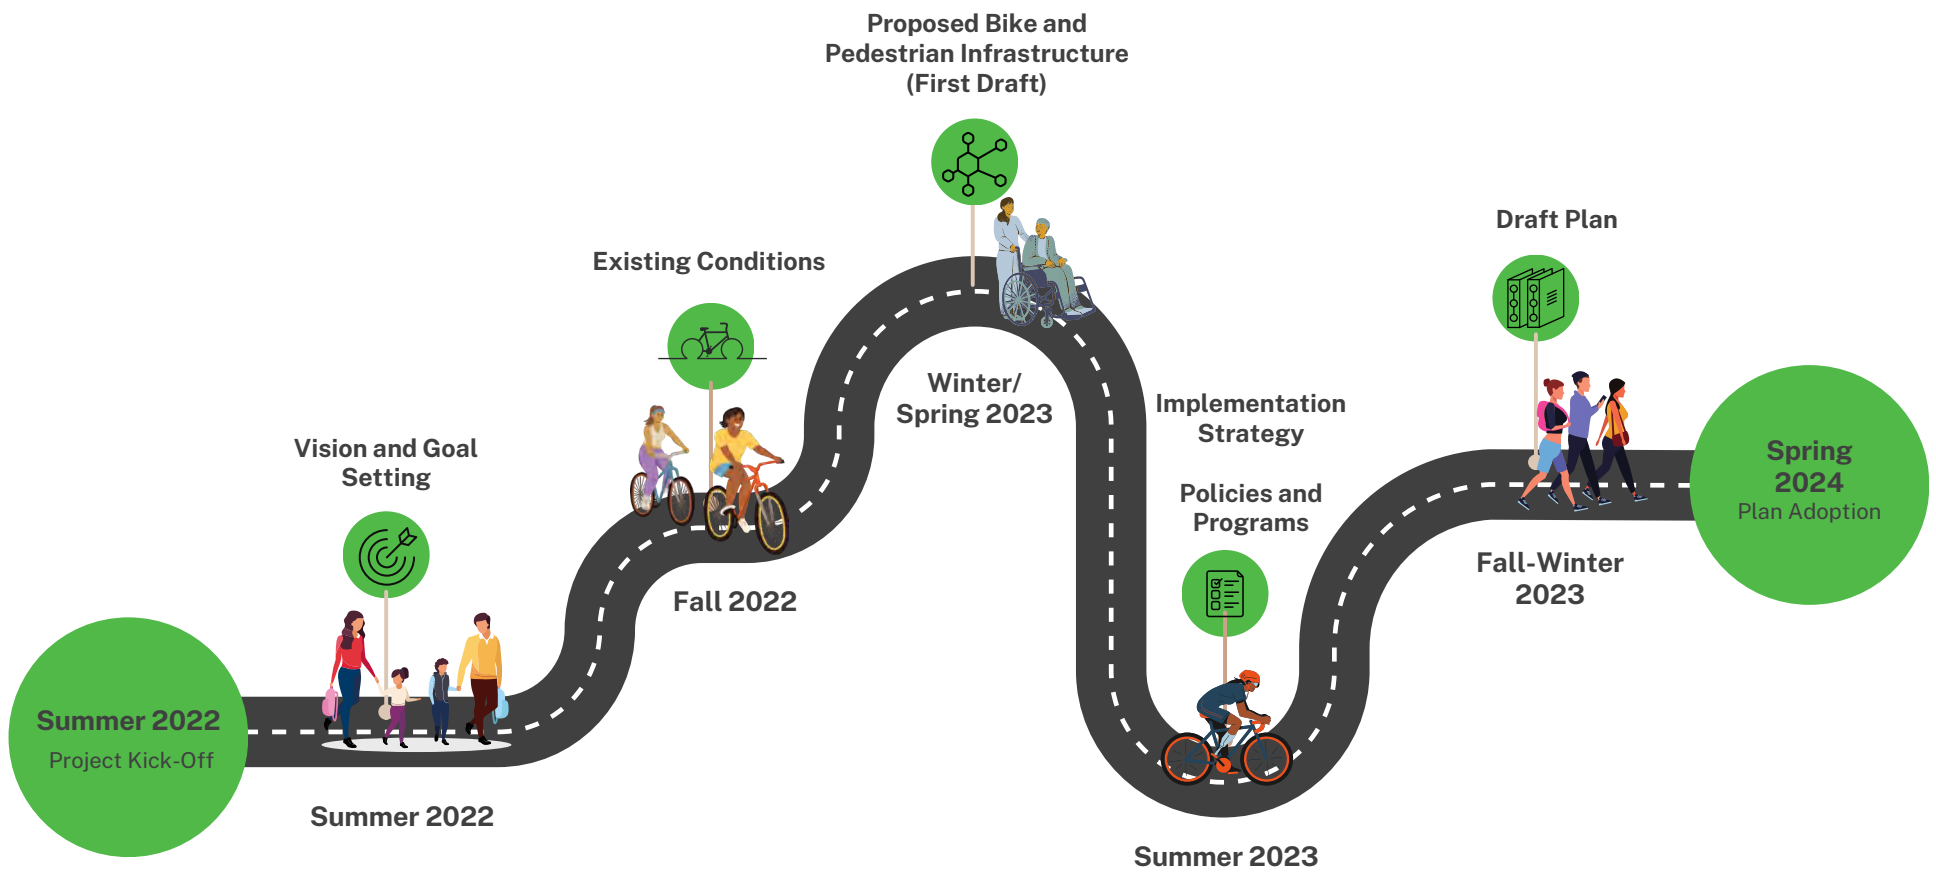 Summer 2022
Project Kick-Off
Vision and Goal
Setting
Summer 2022
Existing Conditions
Fall 2022
Proposed Bike and
Pedestrian Infrastructure
(First Draft)
Winter/
Spring 2023
Implementation
Strategy
Policies and
Programs
Summer 2023
Draft Plan
Fall-Winter
2023
Spring
2024
Plan Adoption